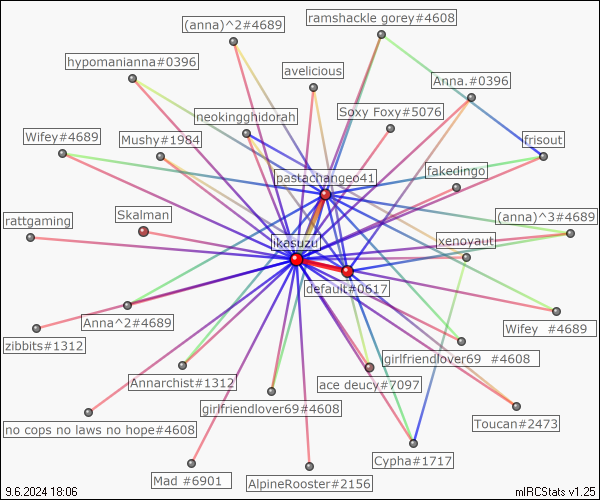 ramshackle gorey#4608
(anna)^2#4689
hypomanianna#0396
avelicious
Anna.#0396
neokingghidorah
Soxy Foxy#5076
Wifey#4689
Mushy#1984
frisout
pastachangeo41
fakedingo
rattgaming
Skalman
(anna)^3#4689
ikasuzu
xenoyaut
default#0617
Anna^2#4689
Wifey #4689
zibbits#1312
girlfriendlover69 #4608
Annarchist#1312
ace deucy#7097
girlfriendlover69#4608
no cops no laws no hope#4608
Toucan#2473
Cypha#1717
Mad #6901
AlpineRooster#2156
9.6.2024 18:06
mIRCStats v1.25